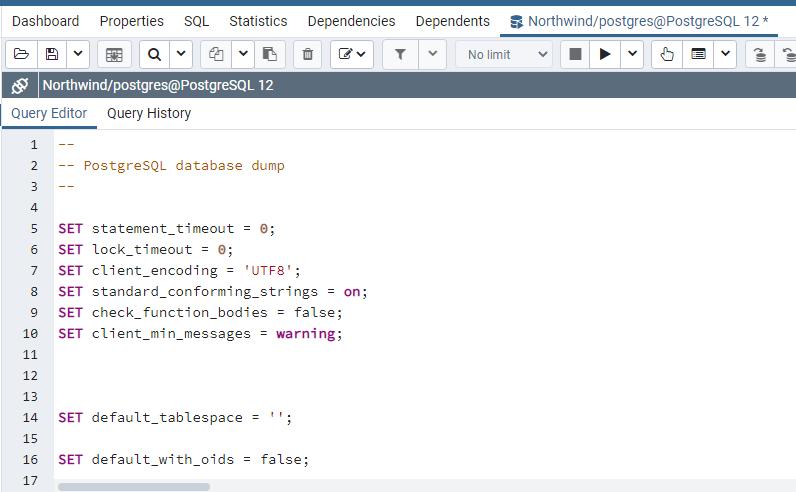 Dashboard Properties SQL Statistics Dependencies Dependents Northwind/postgres@PostgreSQL 12 *
No limit
Northwind/postgres@PostgreSQL 12
Query Editor Query History
1 --
2 -- PostgreSQL database dump
3 --
4
5 SET statement_timeout = 0;
6 SET lock_timeout = 0;
7 SET client_encoding = 'UTF8';
8 SET standard_conforming_strings = on;
9 SET check_function_bodies = false;
10 SET client_min_messages = warning;
11
12
13
14 SET default_tablespace = '';
15
16 SET default_with_oids = false;
17